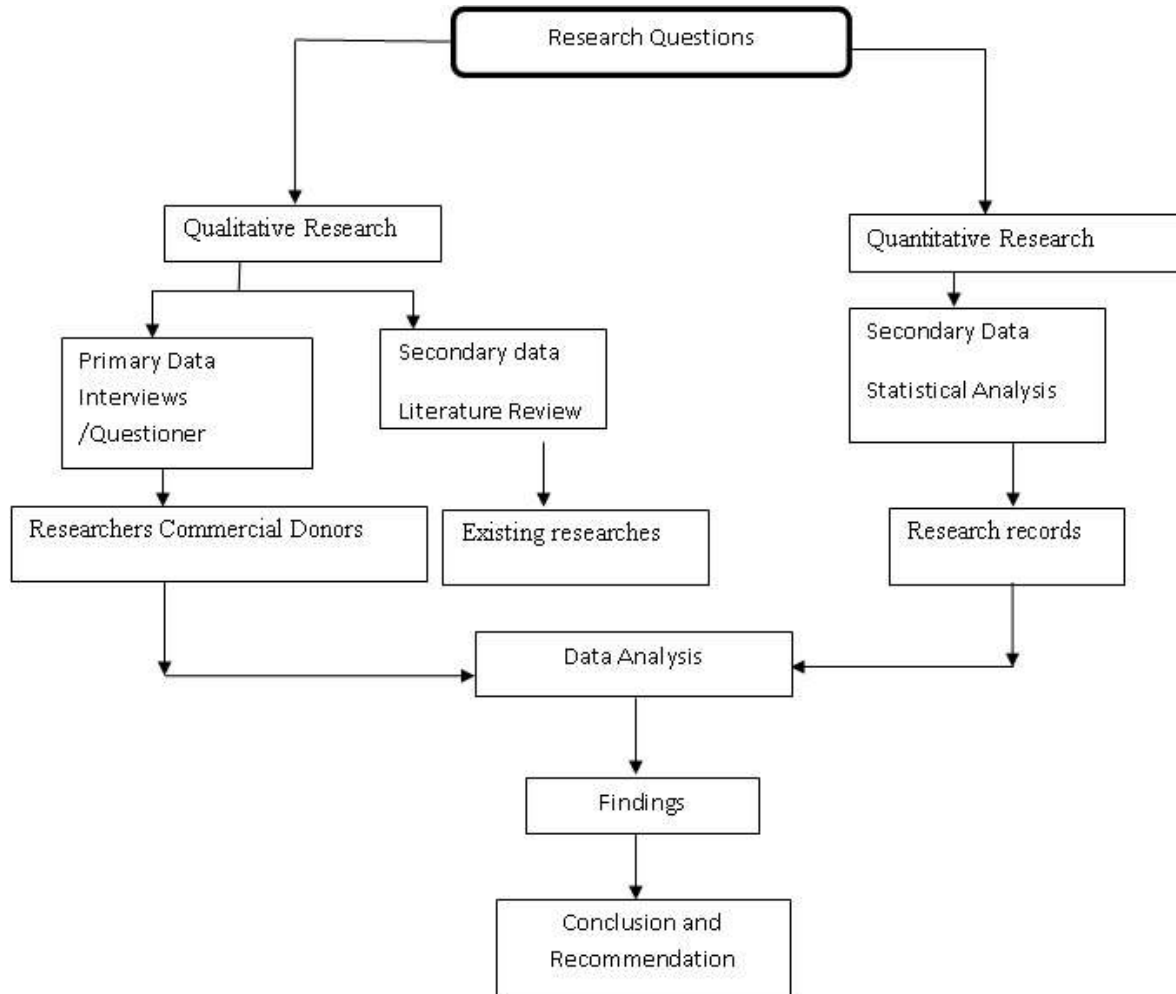 Research Questions
Qualitative Research
Quantitative Research
Primary Data
Interviews
/Questioner
Secondary data
Literature Review
Secondary Data
Statistical Analysis
Researchers Commercial Donors
Existing researches
Research records
Data Analysis
Findings
Conclusion and
Recommendation